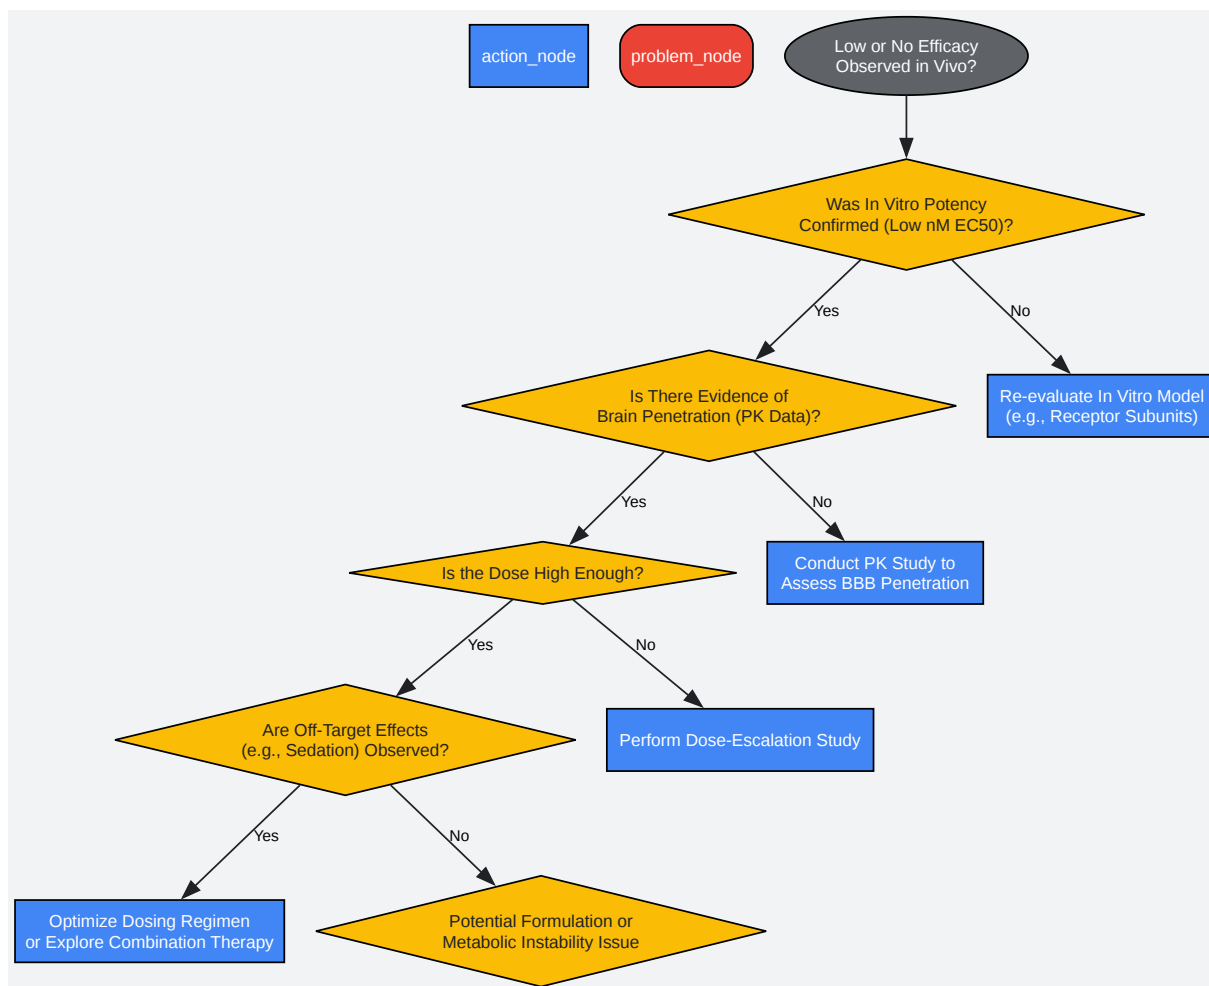 action_node
problem_node
Low or No Efficacy
Observed in Vivo?
Was In Vitro Potency
Confirmed (Low nM EC50)?
Yes
No
Is There Evidence of
Brain Penetration (PK Data)?
Re-evaluate In Vitro Model
(e.g., Receptor Subunits)
Yes
No
Is the Dose High Enough?
Conduct PK Study to
Assess BBB Penetration
Yes
No
Are Off-Target Effects
(e.g., Sedation) Observed?
Perform Dose-Escalation Study
Yes
No
Optimize Dosing Regimen
or Explore Combination Therapy
Potential Formulation or
Metabolic Instability Issue